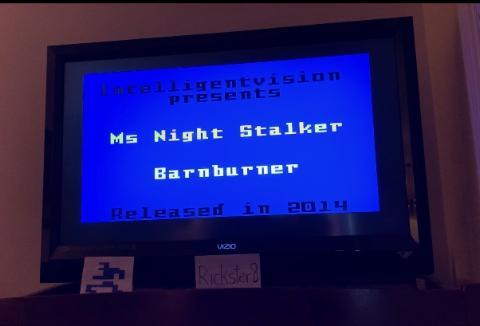 Intelligentvision
presents
Ms Night Stalker
Barnburner
Released in 2014
VIZIO
Rickster8